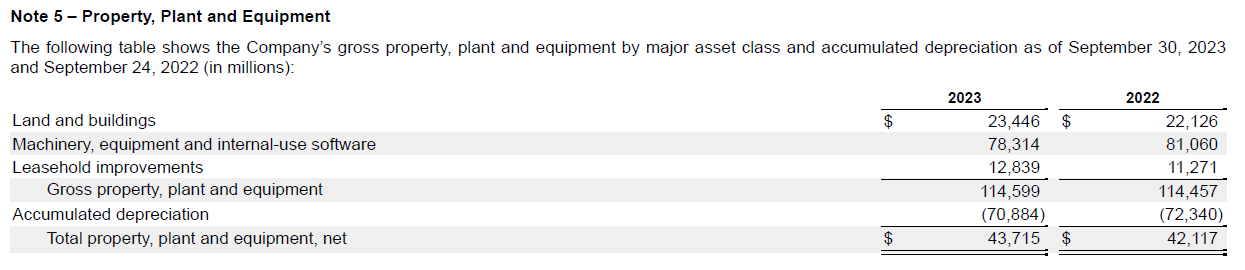 Note 5 – Property, Plant and Equipment
The following table shows the Company's gross property, plant and equipment by major asset class and accumulated depreciation as of September 30, 2023
and September 24, 2022 (in millions):
2023 2022
Land and buildings $ 23,446 $ 22,126
Machinery, equipment and internal-use software 78,314 81,060
Leasehold improvements 12,839 11,271
Gross property, plant and equipment 114,599 114,457
Accumulated depreciation (70,884) (72,340)
Total property, plant and equipment, net $ 43,715 $ 42,117